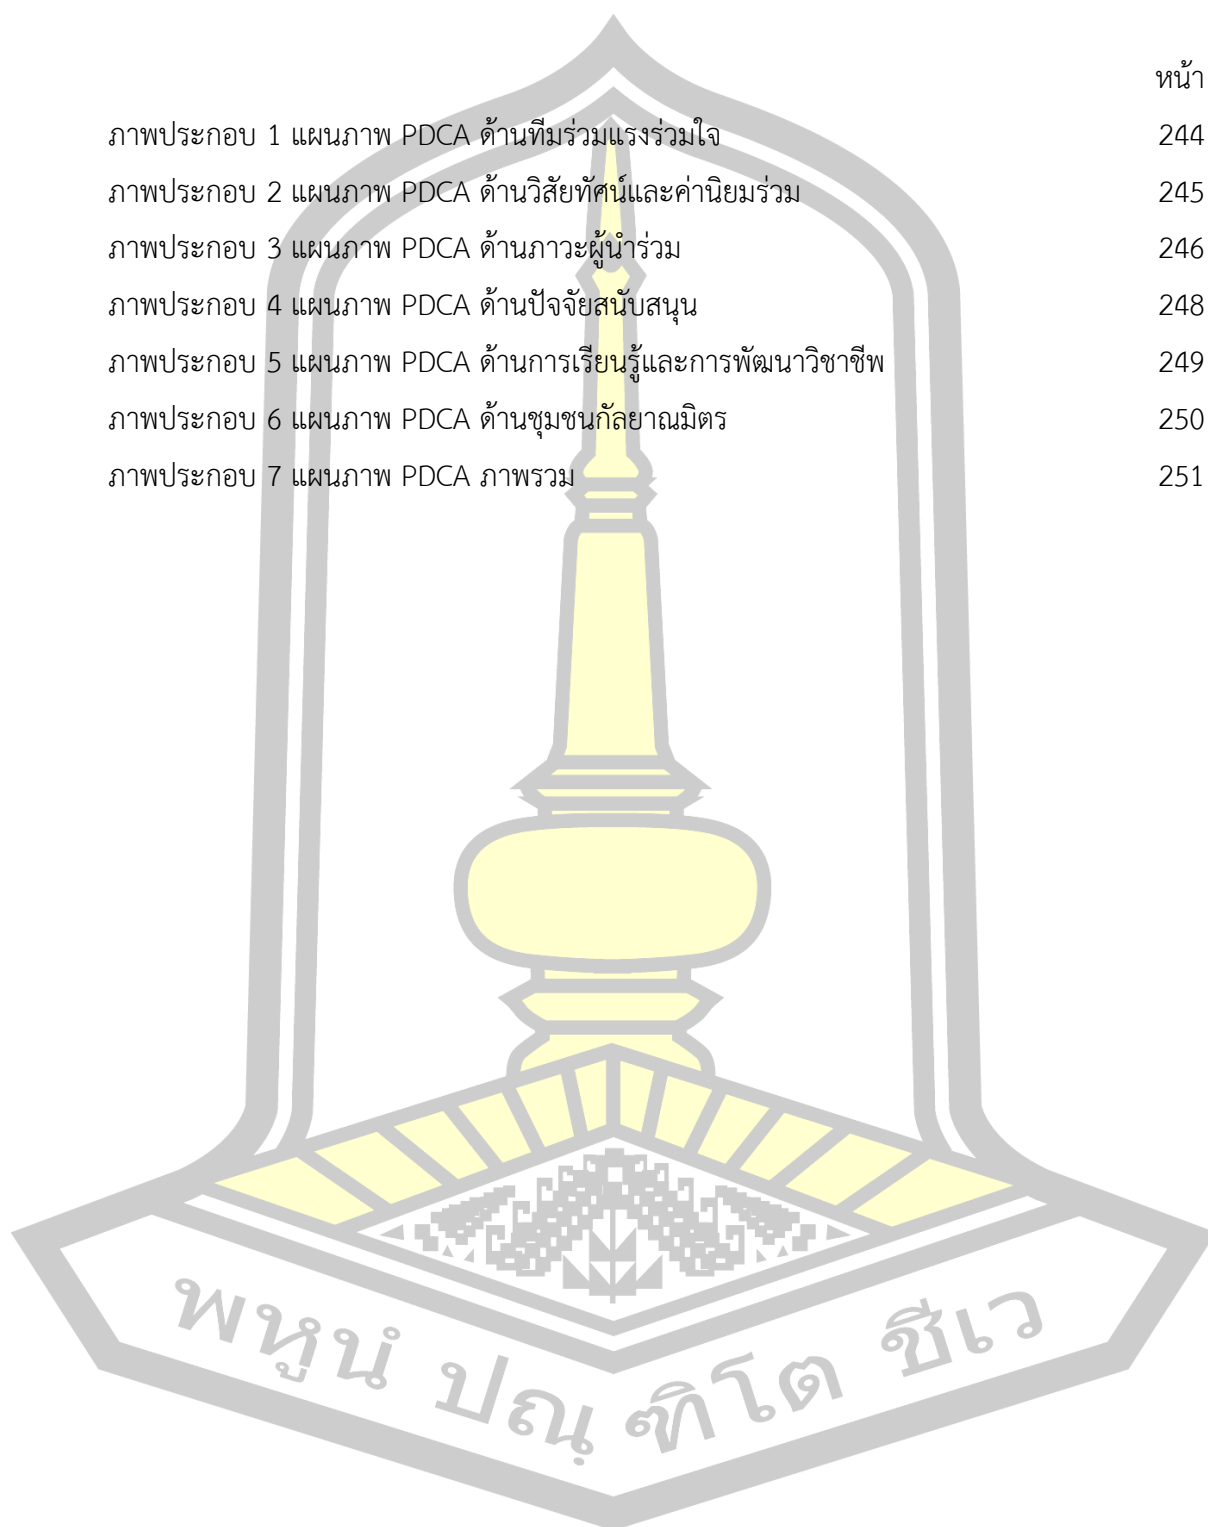 หน้า
ภาพประกอบ 1 แผนภาพ PDCA ด้านทีมร่วมแรงร่วมใจ 244
ภาพประกอบ 2 แผนภาพ PDCA ด้านวิสัยทัศน์และค่านิยมร่วม 245
ภาพประกอบ 3 แผนภาพ PDCA ด้านภาวะผู้นำร่วม 246
ภาพประกอบ 4 แผนภาพ PDCA ด้านปัจจัยสนับสนุน 248
ภาพประกอบ 5 แผนภาพ PDCA ด้านการเรียนรู้และการพัฒนาวิชาชีพ 249
ภาพประกอบ 6 แผนภาพ PDCA ด้านชุมชนกัลยาณมิตร 250
ภาพประกอบ 7 แผนภาพ PDCA ภาพรวม 251
พหูนํ ปณฺฑิโต ชีเว